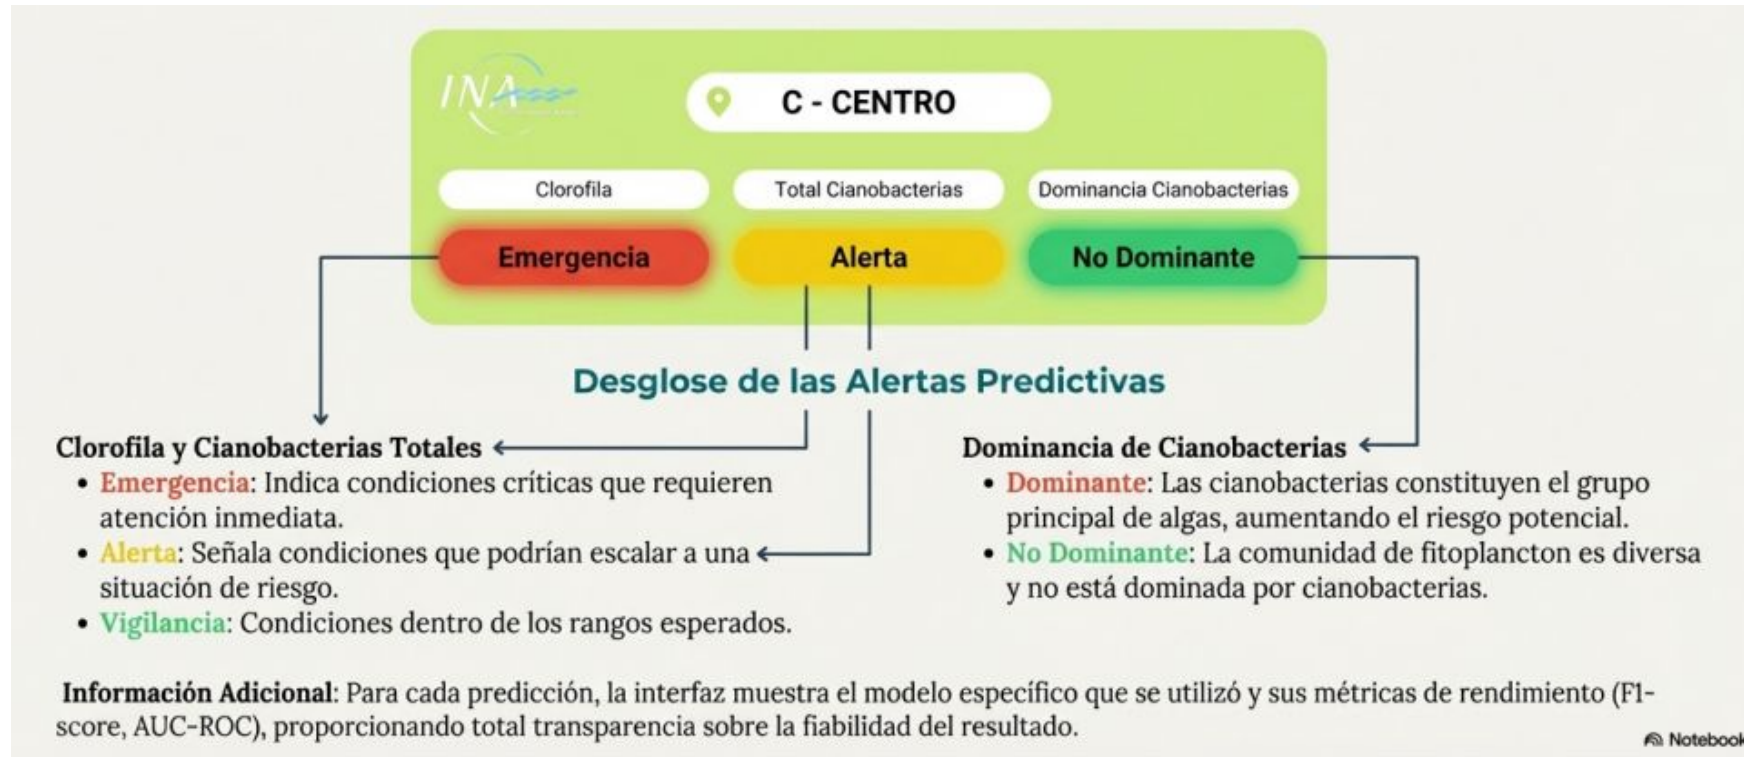 INA
C - CENTRO
Clorofila
Total Cianobacterias
Dominancia Cianobacterias
Emergencia
Alerta
No Dominante
Desglose de las Alertas Predictivas
Clorofila y Cianobacterias Totales
• Emergencia: Indica condiciones críticas que requieren
atención inmediata.
• Alerta: Señala condiciones que podrían escalar a una
situación de riesgo.
• Vigilancia: Condiciones dentro de los rangos esperados.
Dominancia de Cianobacterias
• Dominante: Las cianobacterias constituyen el grupo
principal de algas, aumentando el riesgo potencial.
• No Dominante: La comunidad de fitoplancton es diversa
y no está dominada por cianobacterias.
Información Adicional: Para cada predicción, la interfaz muestra el modelo específico que se utilizó y sus métricas de rendimiento (F1-
score, AUC-ROC), proporcionando total transparencia sobre la fiabilidad del resultado.
Notebook